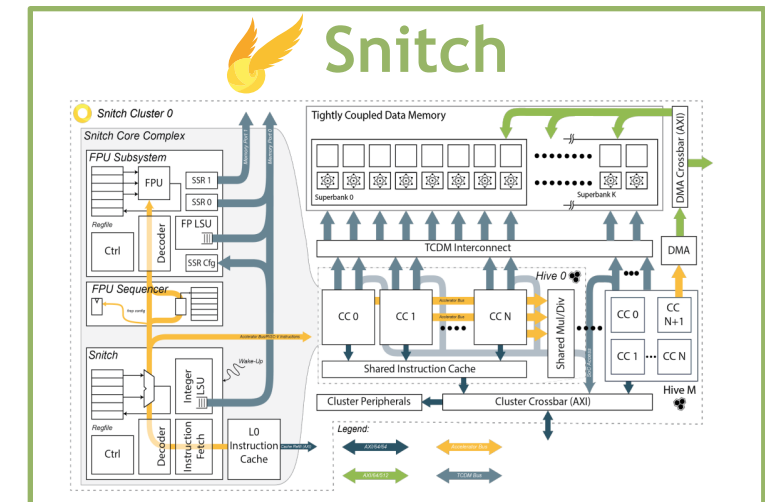 Snitch
Snitch Cluster 0
Snitch Core Complex
FPU Subsystem
FPU
SSR 1
SSR 0
Regfile
Ctrl
Decoder
FP LSU
SSR Cfg
Memory Port 1
Memory Port 0
FPU Sequencer
frep config
Snitch
Regfile
Ctrl
Decoder
Integer
LSU
Instruction
Fetch
Wake-Up
L0
Instruction
Cache
Tightly Coupled Data Memory
Superbank 0
Superbank K
DMA Crossbar (AXI)
TCDM Interconnect
DMA
Hive 0
CC 0
CC 1
CC N
Accelerator Bus
Accelerator Bus
Shared Mul/Div
Shared Instruction Cache
CC 0
CC
N+1
CC 1
CC N
Hive M
Cluster Peripherals
Cluster Crossbar (AXI)
Legend:
AXI/64/64
Accelerator Bus
AXI/64/512
TCDM Bus